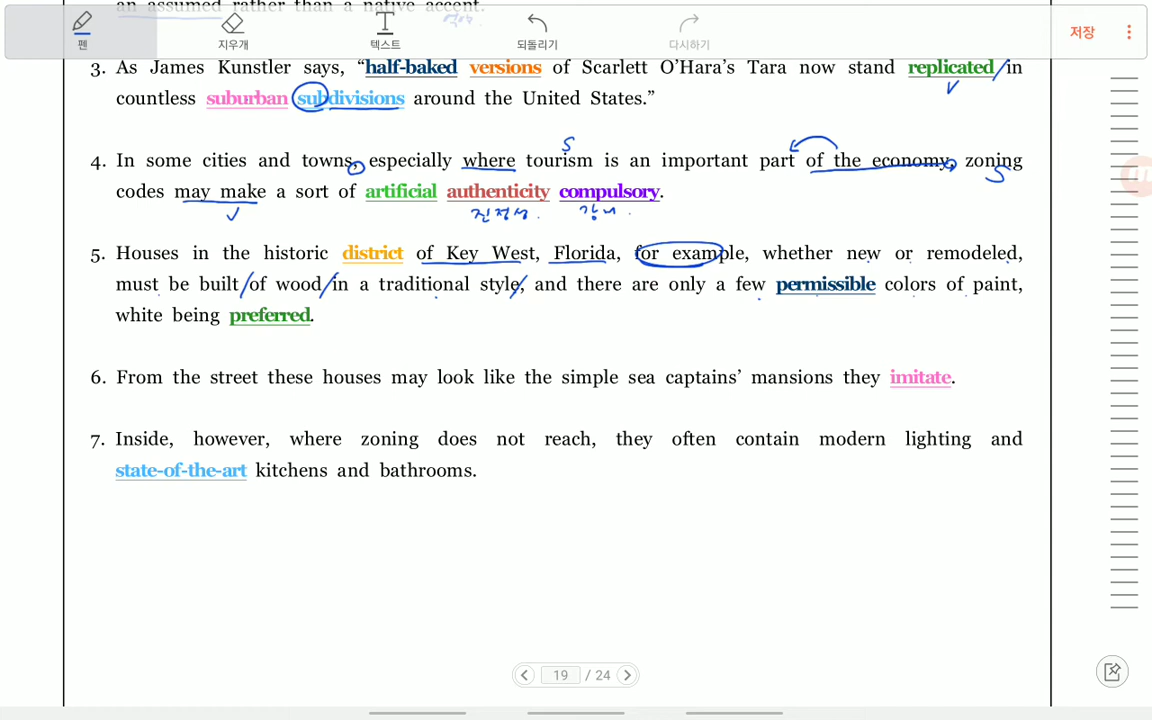 an assumed rather than a native accent.
펜 지우개 텍스트 되돌리기 다시하기 저장
3. As James Kunstler says, “half-baked versions of Scarlett O’Hara’s Tara now stand replicated in
countless suburban subdivisions around the United States.”
S
4. In some cities and towns, especially where tourism is an important part of the economy, zoning
S
codes may make a sort of artificial authenticity compulsory.
진정성
5. Houses in the historic district of Key West, Florida, for example, whether new or remodeled,
must be built of wood in a traditional style, and there are only a few permissible colors of paint,
white being preferred.
6. From the street these houses may look like the simple sea captains’ mansions they imitate.
7. Inside, however, where zoning does not reach, they often contain modern lighting and
state-of-the-art kitchens and bathrooms.
19 / 24